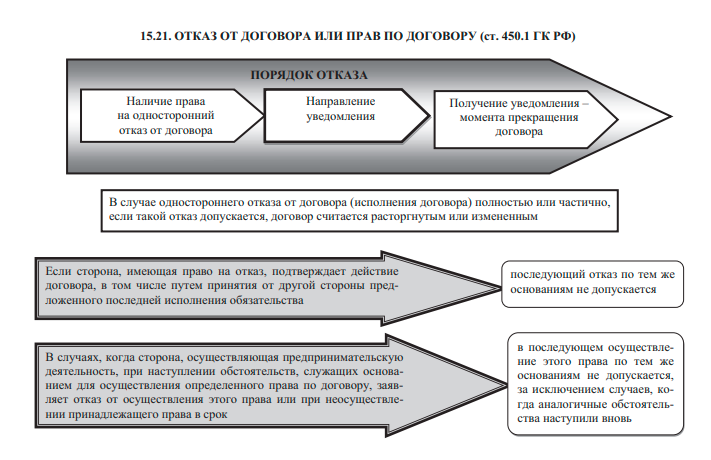 15.21. ОТКАЗ ОТ ДОГОВОРА ИЛИ ПРАВ ПО ДОГОВОРУ (ст. 450.1 ГК РФ)
ПОРЯДОК ОТКАЗА
Наличие права
на односторонний
отказ от договора
Направление
уведомления
Получение уведомления –
момента прекращения
договора
В случае одностороннего отказа от договора (исполнения договора) полностью или частично,
если такой отказ допускается, договор считается расторгнутым или измененным
Если сторона, имеющая право на отказ, подтверждает действие
договора, в том числе путем принятия от другой стороны пред-
ложенного последней исполнения обязательства
последующий отказ по тем же
основаниям не допускается
В случаях, когда сторона, осуществляющая предпринимательскую
деятельность, при наступлении обстоятельств, служащих основа-
нием для осуществления определенного права по договору, заяв-
ляет отказ от осуществления этого права или при неосуществле-
нии принадлежащего права в срок
в последующем осуществле-
ние этого права по тем же
основаниям не допускается,
за исключением случаев, ко-
гда аналогичные обстоятель-
ства наступили вновь